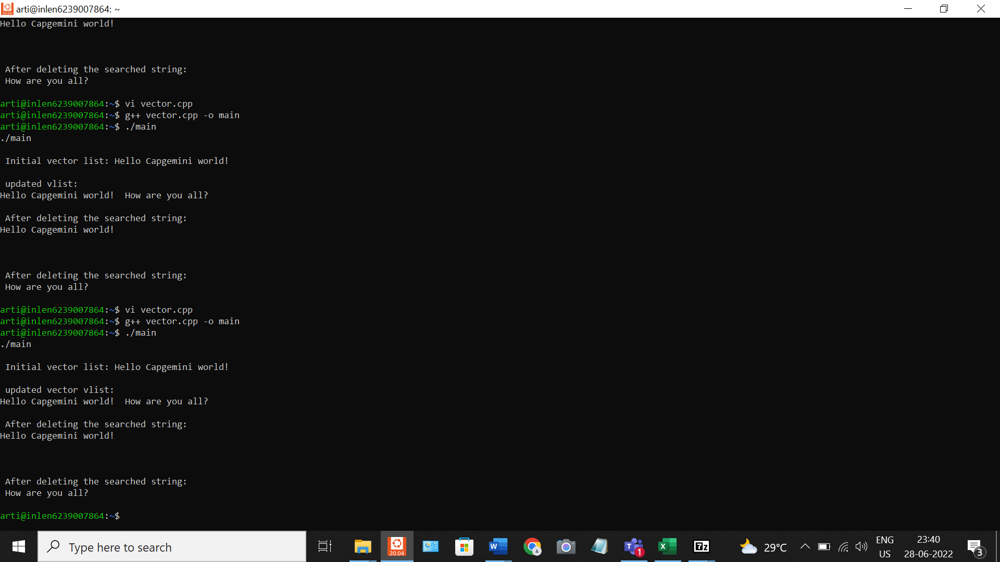 arti@inlen6239007864: ~
Hello Capgemini world!
After deleting the searched string:
How are you all?
arti@inlen6239007864:~$ vi vector.cpp
arti@inlen6239007864:~$ g++ vector.cpp -o main
arti@inlen6239007864:~$ ./main
./main
Initial vector list: Hello Capgemini world!
updated vlist:
Hello Capgemini world!  How are you all?
After deleting the searched string:
Hello Capgemini world!
After deleting the searched string:
How are you all?
arti@inlen6239007864:~$ vi vector.cpp
arti@inlen6239007864:~$ g++ vector.cpp -o main
arti@inlen6239007864:~$ ./main
./main
Initial vector list: Hello Capgemini world!
updated vector vlist:
Hello Capgemini world!  How are you all?
After deleting the searched string:
Hello Capgemini world!
After deleting the searched string:
How are you all?
arti@inlen6239007864:~$
Type here to search
20.04
W
T
1
X
7z
29°C
ENG
US
23:40
28-06-2022
3